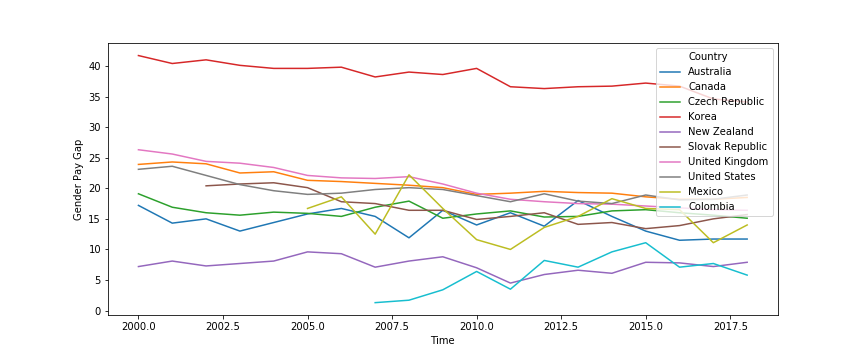 Country
Australia
Canada
Czech Republic
Korea
New Zealand
Slovak Republic
United Kingdom
United States
Mexico
Colombia
Gender Pay Gap
40
35
30
25
20
15
10
5
0
2000.0 2002.5 2005.0 2007.5 2010.0 2012.5 2015.0 2017.5
Time